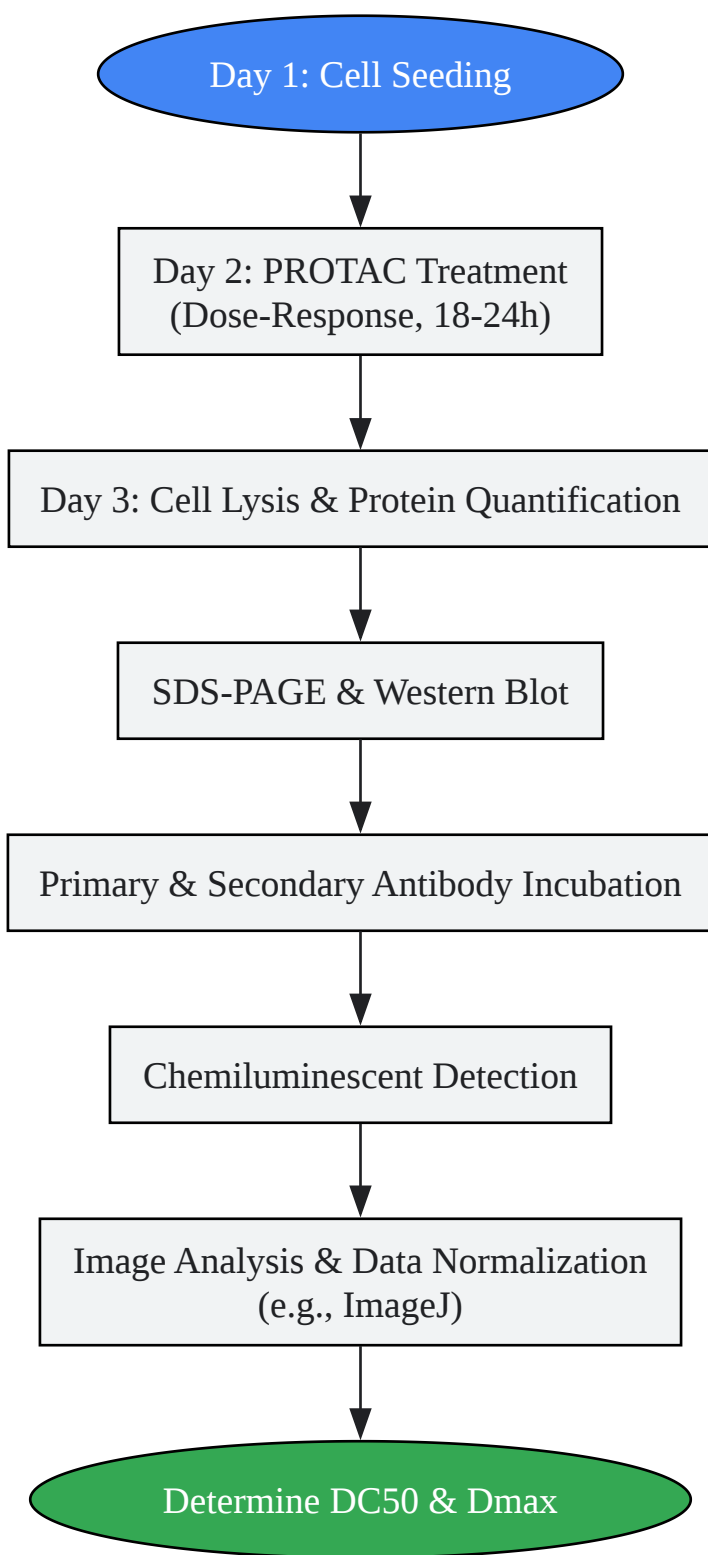 Day 1: Cell Seeding
Day 2: PROTAC Treatment
(Dose-Response, 18-24h)
Day 3: Cell Lysis & Protein Quantification
SDS-PAGE & Western Blot
Primary & Secondary Antibody Incubation
Chemiluminescent Detection
Image Analysis & Data Normalization
(e.g., ImageJ)
Determine DC50 & Dmax